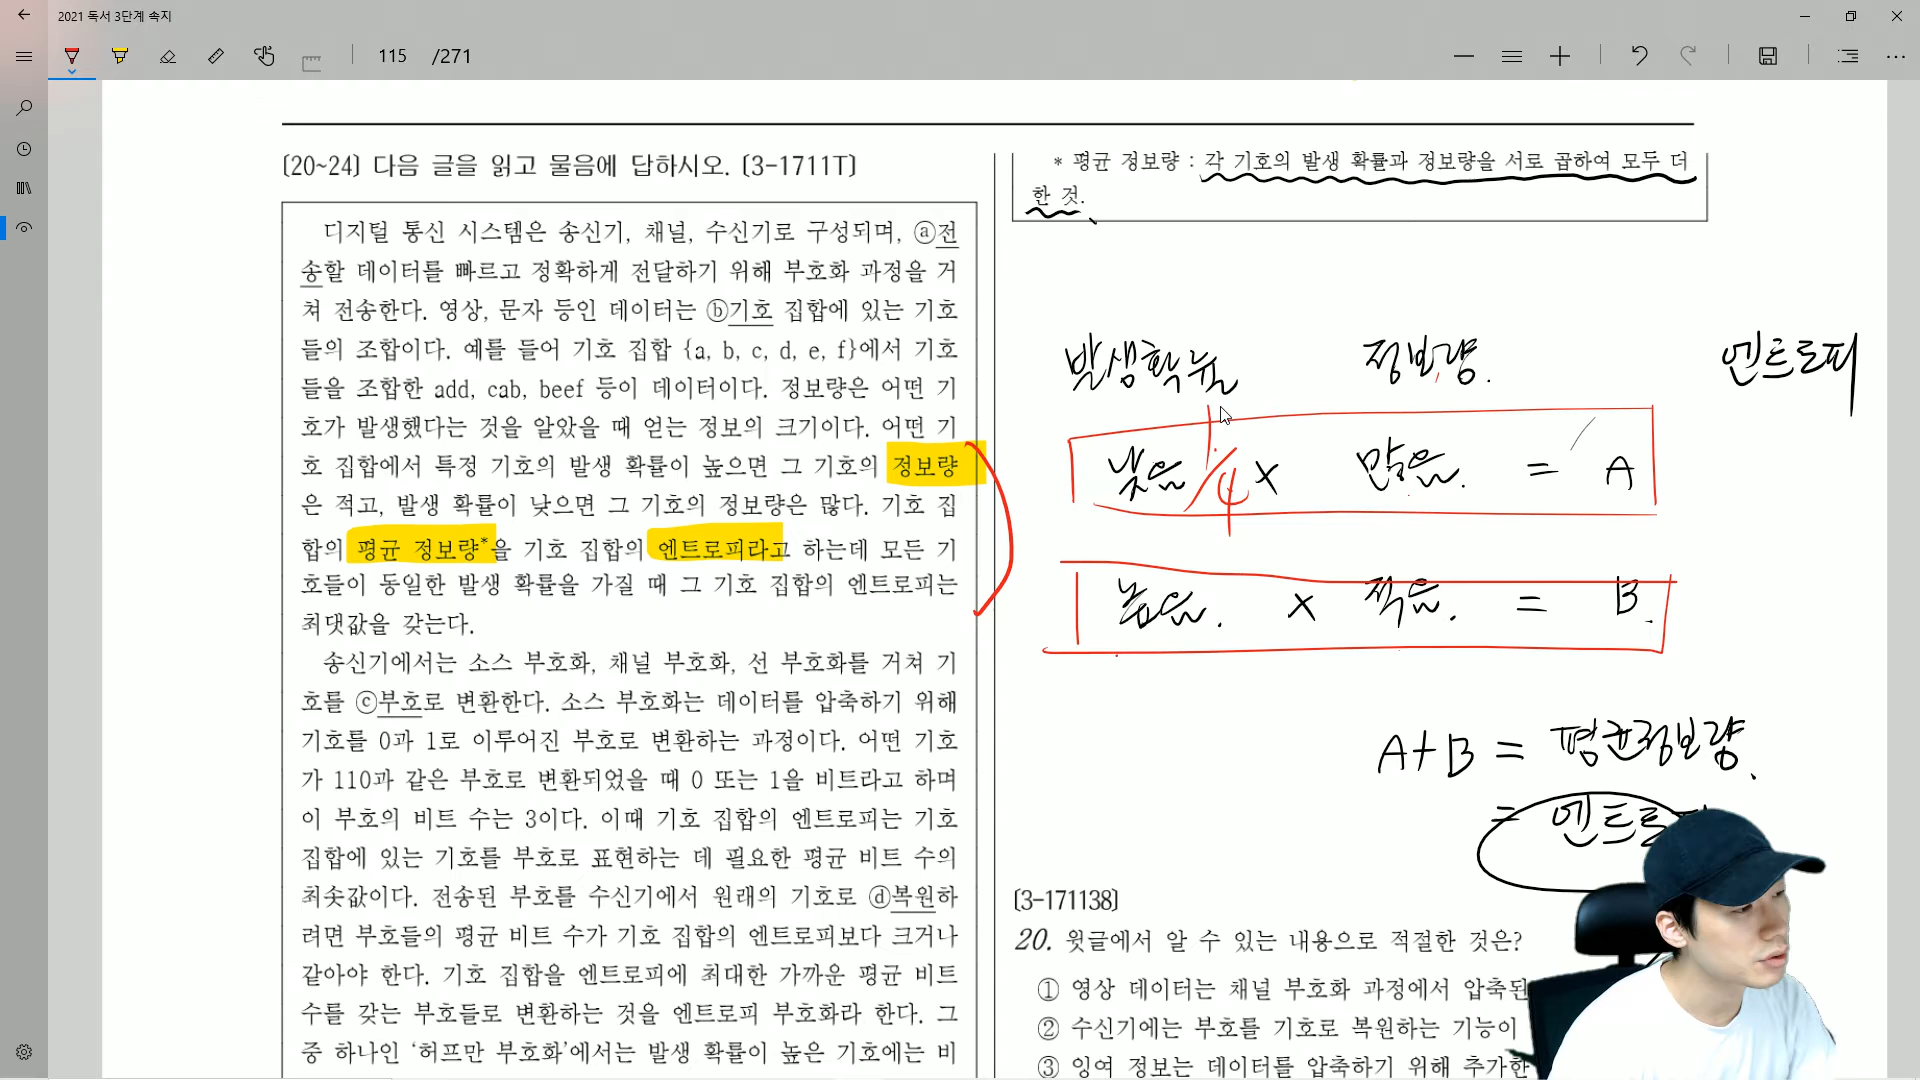 2021 독서 3단계 속지
115 /271
[20~24] 다음 글을 읽고 물음에 답하시오. [3-1711T]
디지털 통신 시스템은 송신기, 채널, 수신기로 구성되며, ⓐ전
송할 데이터를 빠르고 정확하게 전달하기 위해 부호화 과정을 거
쳐 전송한다. 영상, 문자 등인 데이터는 ⓑ기호 집합에 있는 기호
들의 조합이다. 예를 들어 기호 집합 {a, b, c, d, e, f}에서 기호
들을 조합한 add, cab, beef 등이 데이터이다. 정보량은 어떤 기
호가 발생했다는 것을 알았을 때 얻는 정보의 크기이다. 어떤 기
호 집합에서 특정 기호의 발생 확률이 높으면 그 기호의 정보량
은 적고, 발생 확률이 낮으면 그 기호의 정보량은 많다. 기호 집
합의 평균 정보량*을 기호 집합의 엔트로피라고 하는데 모든 기
호들이 동일한 발생 확률을 가질 때 그 기호 집합의 엔트로피는
최댓값을 갖는다.
송신기에서는 소스 부호화, 채널 부호화, 선 부호화를 거쳐 기
호를 ⓒ부호로 변환한다. 소스 부호화는 데이터를 압축하기 위해
기호를 0과 1로 이루어진 부호로 변환하는 과정이다. 어떤 기호
가 110과 같은 부호로 변환되었을 때 0 또는 1을 비트라고 하며
이 부호의 비트 수는 3이다. 이때 기호 집합의 엔트로피는 기호
집합에 있는 기호를 부호로 표현하는 데 필요한 평균 비트 수의
최솟값이다. 전송된 부호를 수신기에서 원래의 기호로 ⓓ복원하
려면 부호들의 평균 비트 수가 기호 집합의 엔트로피보다 크거나
같아야 한다. 기호 집합을 엔트로피에 최대한 가까운 평균 비트
수를 갖는 부호들로 변환하는 것을 엔트로피 부호화라 한다. 그
중 하나인 '허프만 부호화'에서는 발생 확률이 높은 기호에는 비
* 평균 정보량 : 각 기호의 발생 확률과 정보량을 서로 곱하여 모두 더
한 것.
발생확률 정보량. 엔트로피
낮음 1/4 × 많음. = A
높음. × 적음. = B.
A+B = 평균정보량.
= 엔트로
[3-171138]
20. 윗글에서 알 수 있는 내용으로 적절한 것은?
① 영상 데이터는 채널 부호화 과정에서 압축된
② 수신기에는 부호를 기호로 복원하는 기능이
③ 잉여 정보는 데이터를 압축하기 위해 추가한